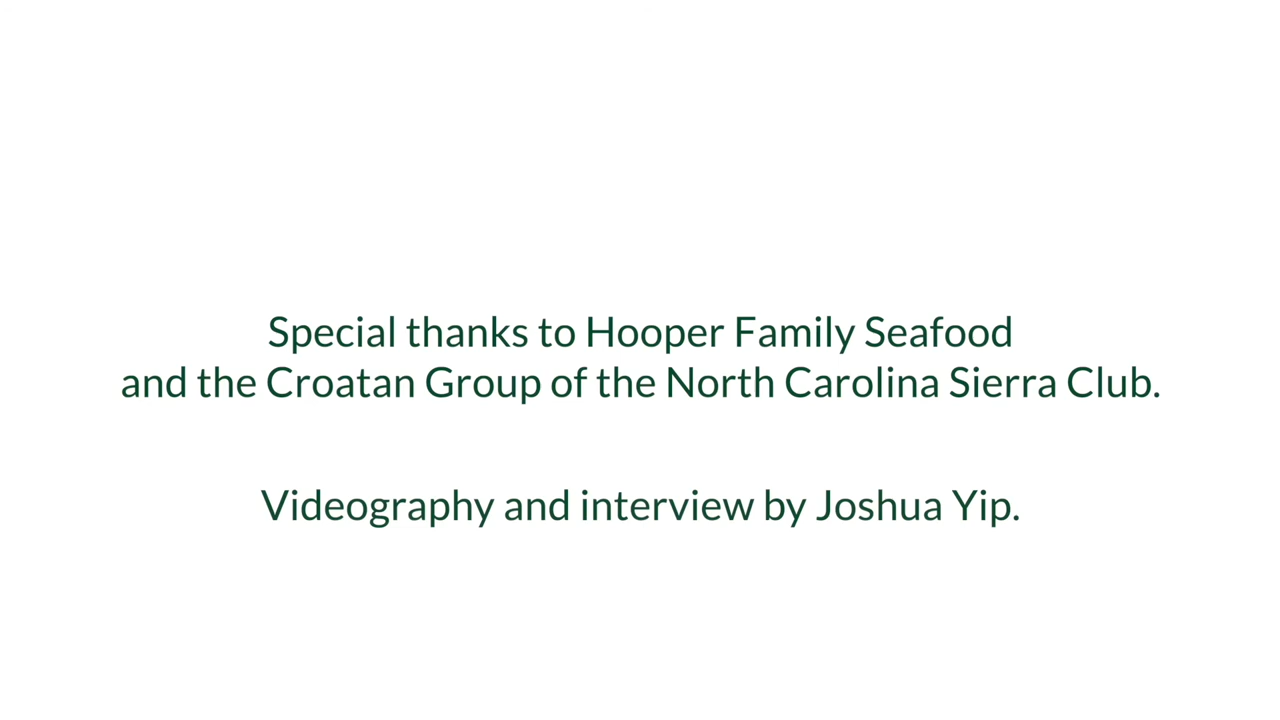 Special thanks to Hooper Family Seafood
and the Croatan Group of the North Carolina Sierra Club.
Videography and interview by Joshua Yip.